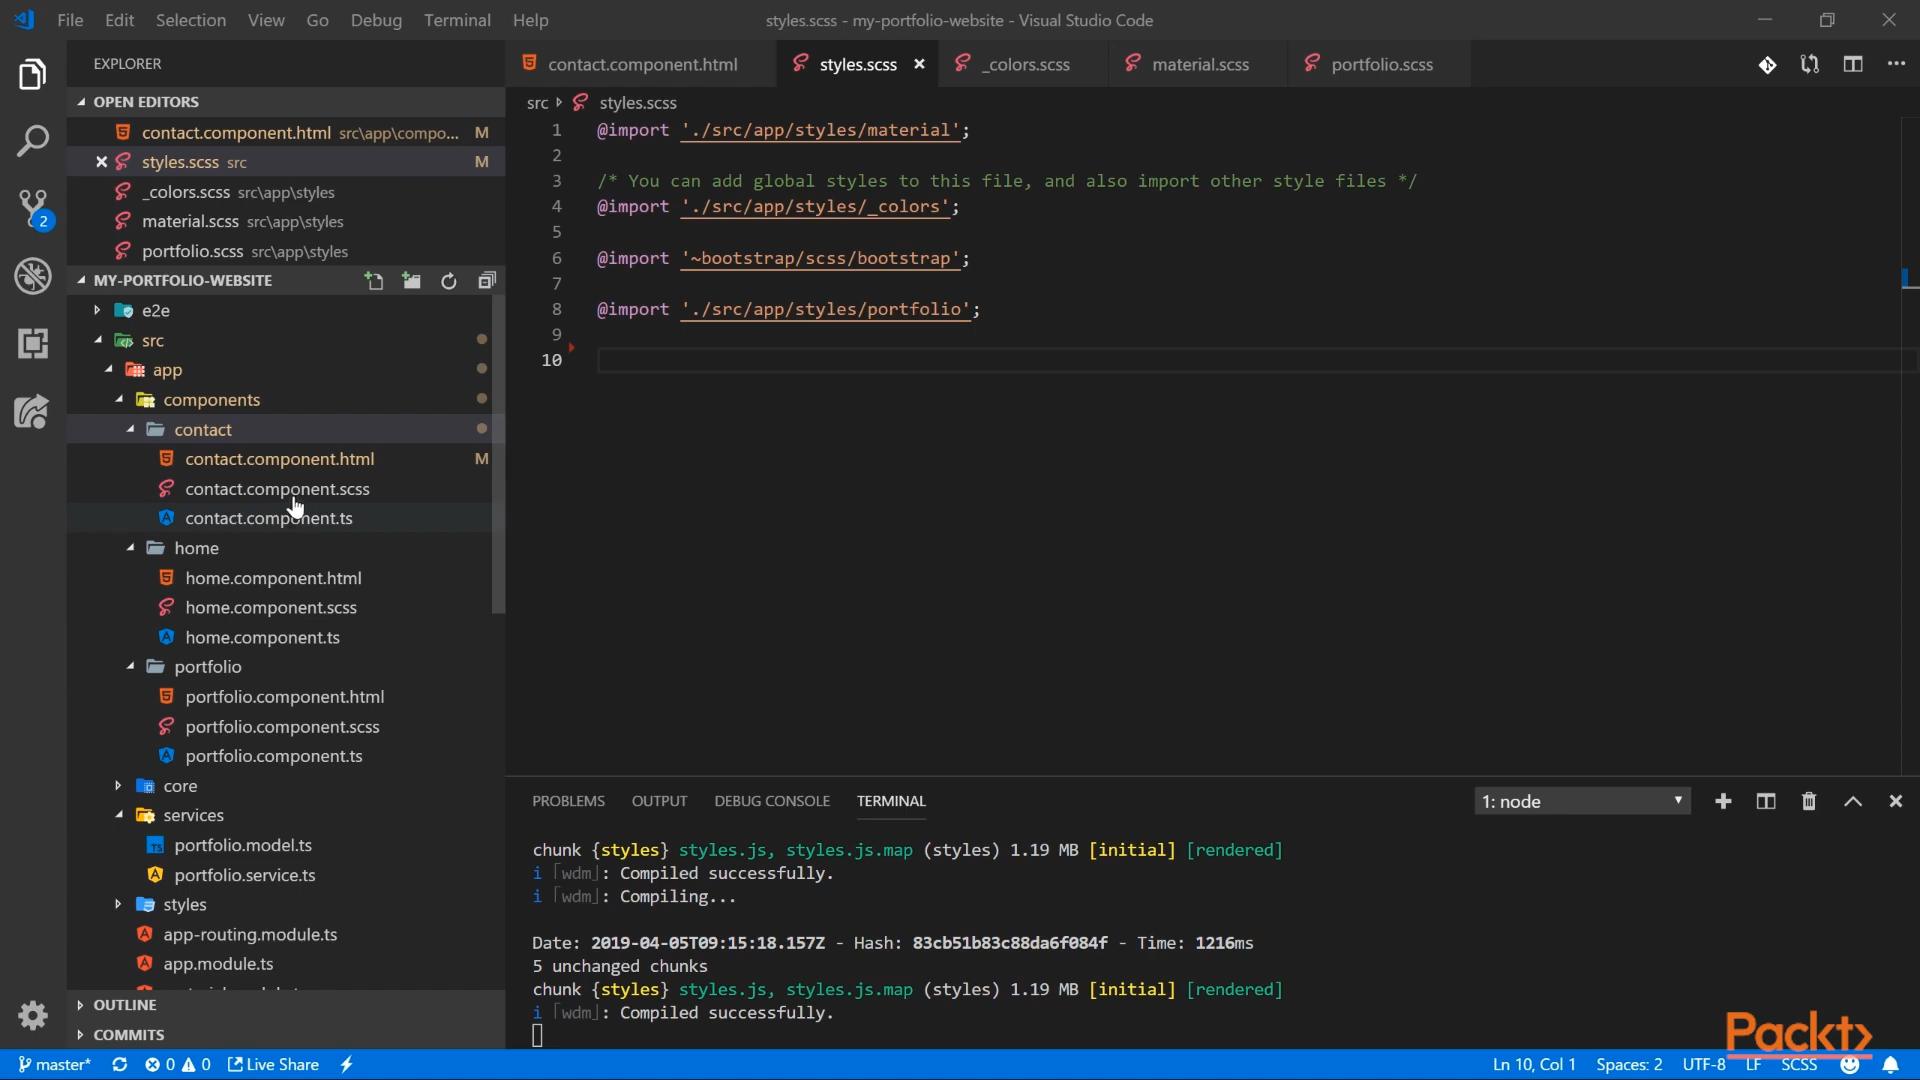 File Edit Selection View Go Debug Terminal Help
styles.scss - my-portfolio-website - Visual Studio Code
EXPLORER
contact.component.html
styles.scss
_colors.scss
material.scss
portfolio.scss
OPEN EDITORS
contact.component.html src\app\compo... M
styles.scss src M
_colors.scss src\app\styles
material.scss src\app\styles
portfolio.scss src\app\styles
2
MY-PORTFOLIO-WEBSITE
e2e
src
app
components
contact
contact.component.html M
contact.component.scss
contact.component.ts
home
home.component.html
home.component.scss
home.component.ts
portfolio
portfolio.component.html
portfolio.component.scss
portfolio.component.ts
core
services
portfolio.model.ts
portfolio.service.ts
styles
app-routing.module.ts
app.module.ts
OUTLINE
COMMITS
src styles.scss
1 @import './src/app/styles/material';
2
3 /* You can add global styles to this file, and also import other style files */
4 @import './src/app/styles/_colors';
5
6 @import '~bootstrap/scss/bootstrap';
7
8 @import './src/app/styles/portfolio';
9
10
PROBLEMS OUTPUT DEBUG CONSOLE TERMINAL
1: node
chunk {styles} styles.js, styles.js.map (styles) 1.19 MB [initial] [rendered]
i ｢wdm｣: Compiled successfully.
i ｢wdm｣: Compiling...
Date: 2019-04-05T09:15:18.157Z - Hash: 83cb51b83c88da6f084f - Time: 1216ms
5 unchanged chunks
chunk {styles} styles.js, styles.js.map (styles) 1.19 MB [initial] [rendered]
i ｢wdm｣: Compiled successfully.
Packt>
master* 0 0 Live Share
Ln 10, Col 1 Spaces: 2 UTF-8 LF SCSS